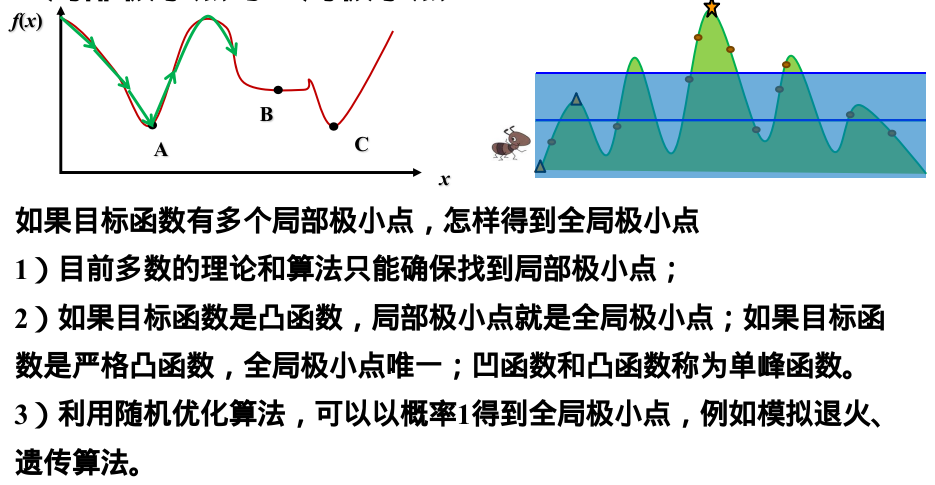 f(x)
A
B
C
x
如果目标函数有多个局部极小点，怎样得到全局极小点
1）目前多数的理论和算法只能确保找到局部极小点；
2）如果目标函数是凸函数，局部极小点就是全局极小点；如果目标函
数是严格凸函数，全局极小点唯一；凹函数和凸函数称为单峰函数。
3）利用随机优化算法，可以以概率1得到全局极小点，例如模拟退火、
遗传算法。